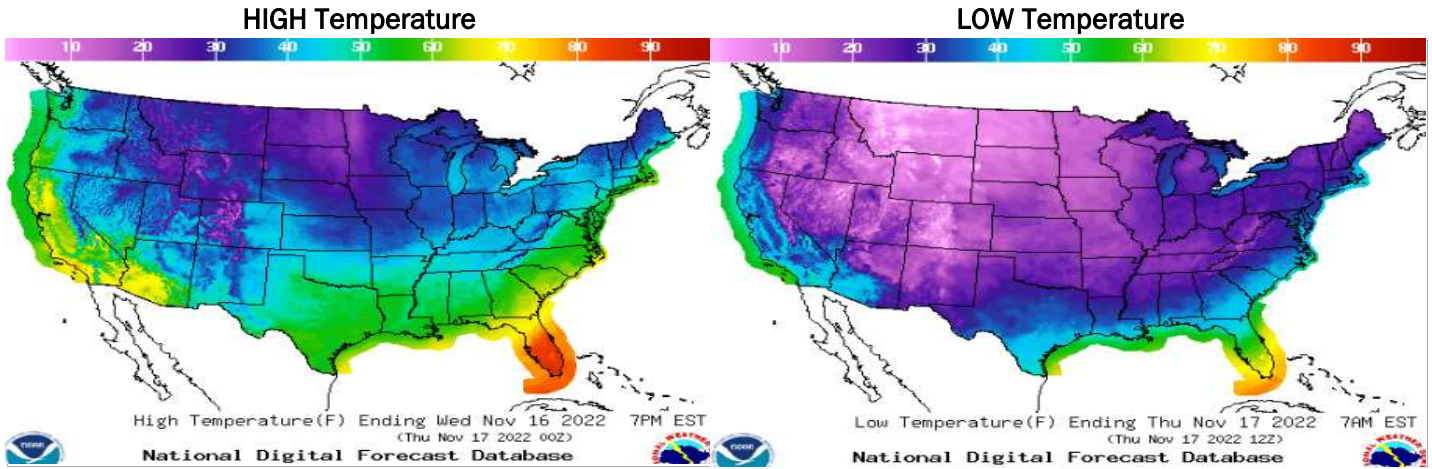 HIGH Temperature
10 20 30 40 50 60 70 80 90
High Temperature(F) Ending Wed Nov 16 2022 7PM EST
(Thu Nov 17 2022 00Z)
National Digital Forecast Database
LOW Temperature
10 20 30 40 50 60 70 80 90
Low Temperature(F) Ending Thu Nov 17 2022 7AM EST
(Thu Nov 17 2022 12Z)
National Digital Forecast Database